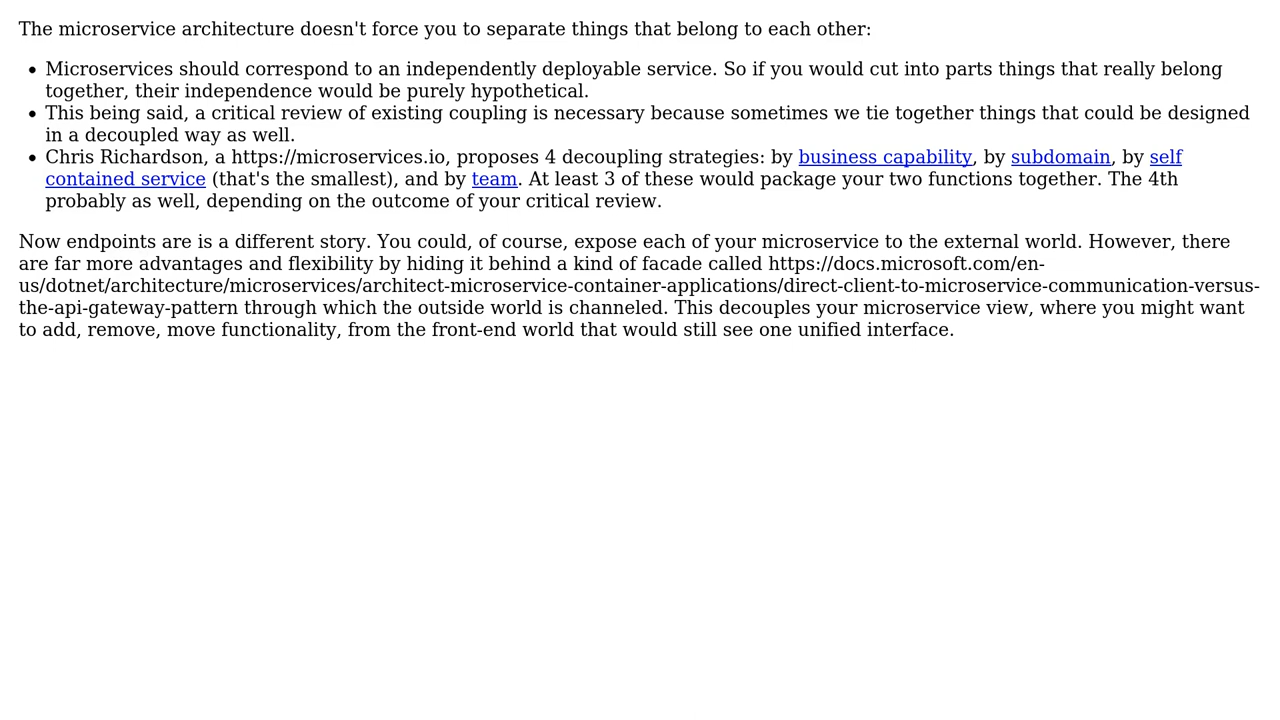 The microservice architecture doesn't force you to separate things that belong to each other:
Microservices should correspond to an independently deployable service. So if you would cut into parts things that really belong
together, their independence would be purely hypothetical.
This being said, a critical review of existing coupling is necessary because sometimes we tie together things that could be designed
in a decoupled way as well.
Chris Richardson, a https://microservices.io, proposes 4 decoupling strategies: by business capability, by subdomain, by self
contained service (that's the smallest), and by team. At least 3 of these would package your two functions together. The 4th
probably as well, depending on the outcome of your critical review.
Now endpoints are is a different story. You could, of course, expose each of your microservice to the external world. However, there
are far more advantages and flexibility by hiding it behind a kind of facade called https://docs.microsoft.com/en-
us/dotnet/architecture/microservices/architect-microservice-container-applications/direct-client-to-microservice-communication-versus-
the-api-gateway-pattern through which the outside world is channeled. This decouples your microservice view, where you might want
to add, remove, move functionality, from the front-end world that would still see one unified interface.